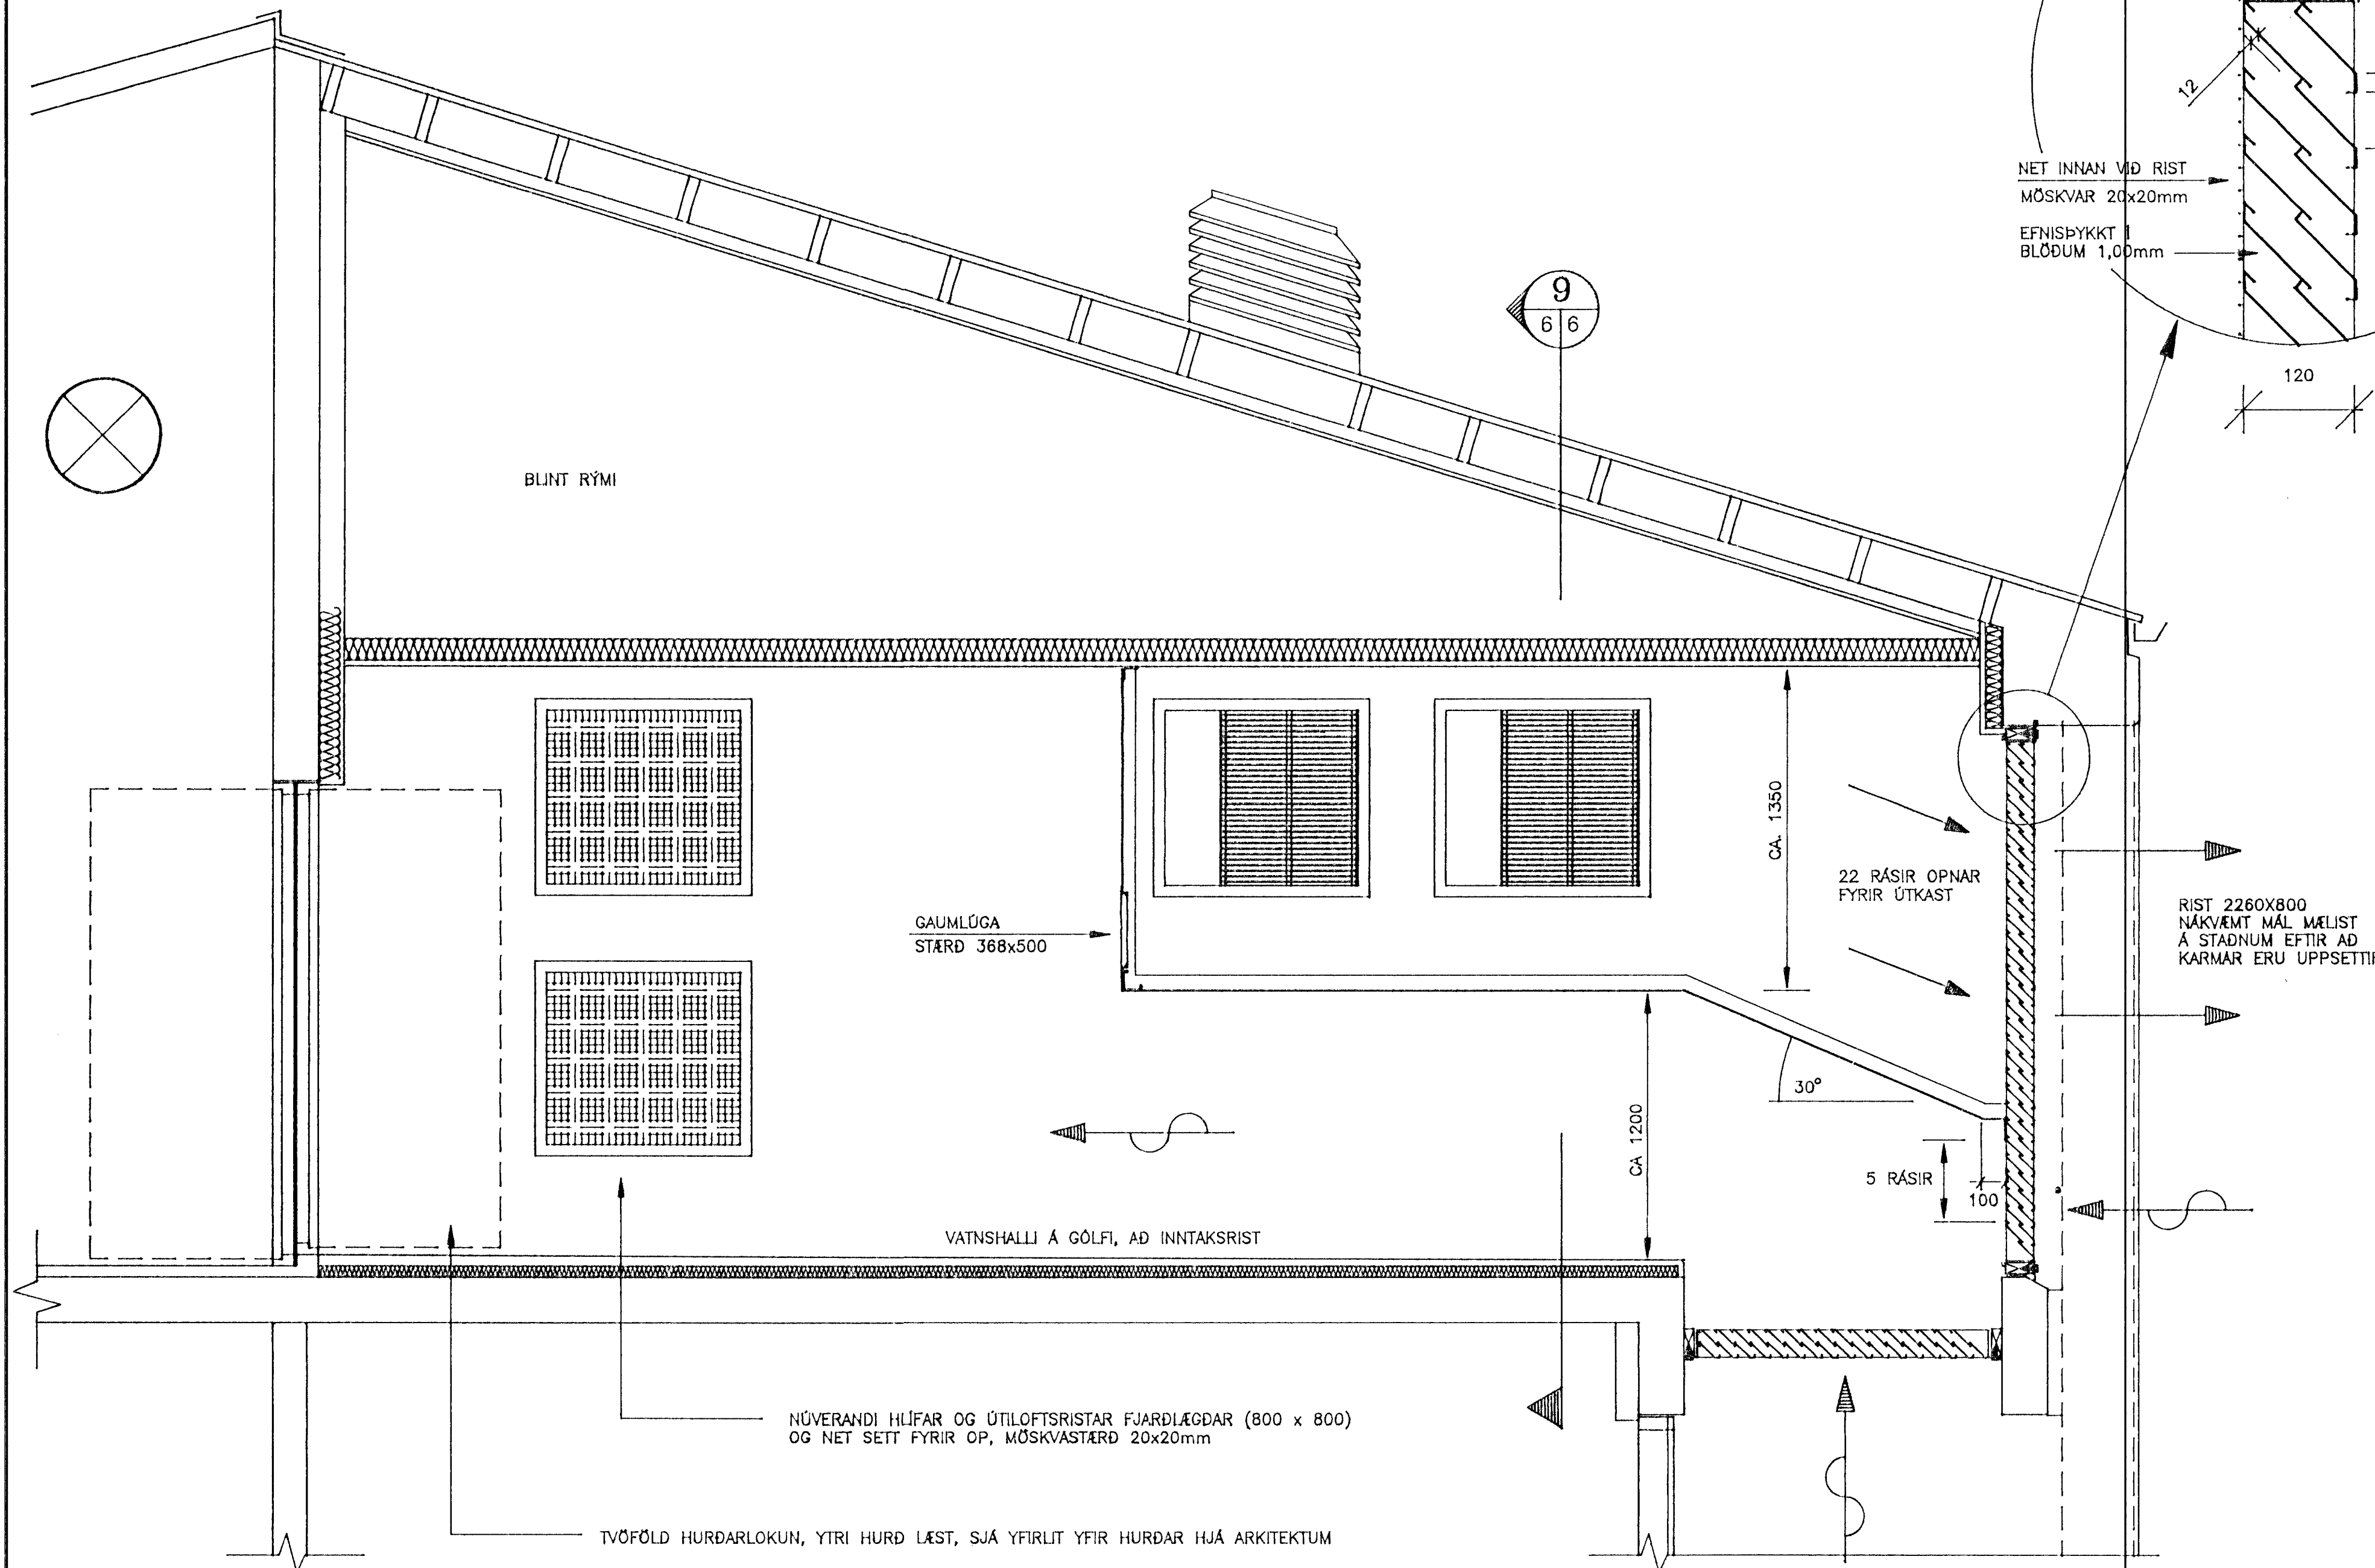 12
NET INNAN VIÐ RIST
MÖSKVAR 20x20mm
EFNISÞYKKT Í
BLÖÐUM 1,00mm
120
9
6 6
BLINT RÝMI
CA. 1350
22 RÁSIR OPNAR
FYRIR ÚTKAST
GAUMLÚGA
STÆRÐ 368x500
RIST 2260X800
NÁKVÆMT MÁL MÆLIST
Á STAÐNUM EFTIR AÐ
KARMAR ERU UPPSETTIR
30°
CA 1200
5 RÁSIR
100
VATNSHALLI Á GÓLFI, AÐ INNTAKSRIST
NÚVERANDI HLÍFAR OG ÚTILOFTSRISTAR FJARÐLÆGÐAR (800 x 800)
OG NET SETT FYRIR OP, MÖSKVASTÆRÐ 20x20mm
TVÖFÖLD HURÐARLOKUN, YTRI HURÐ LÆST, SJÁ YFIRLIT YFIR HURÐAR HJÁ ARKITEKTUM